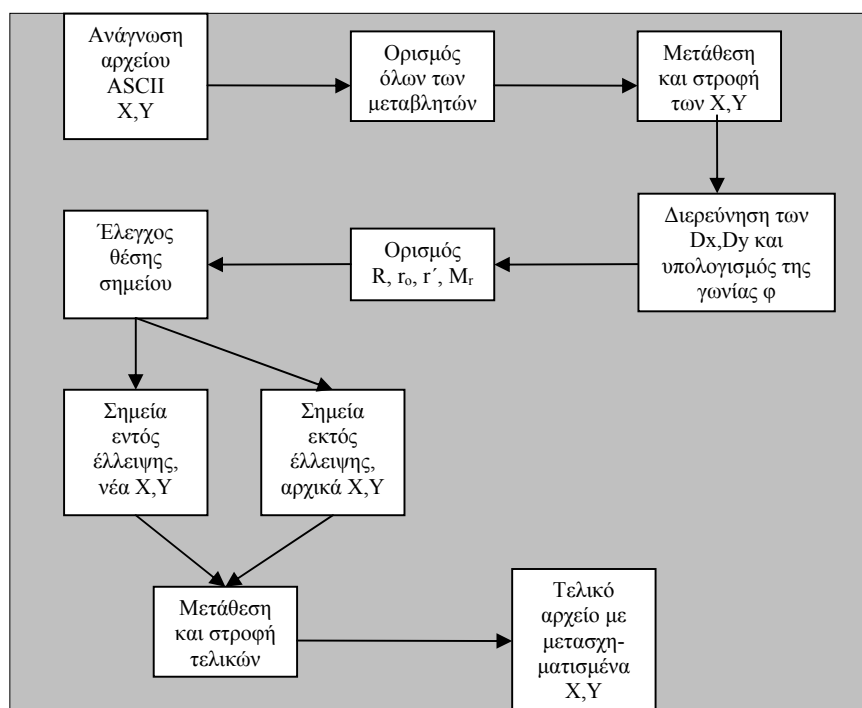 Ανάγνωση
αρχείου
ASCII
X,Y
Ορισμός
όλων των
μεταβλητών
Μετάθεση
και στροφή
των X,Y
Διερεύνηση των
Dx,Dy και
υπολογισμός της
γωνίας φ
Ορισμός
R, rₒ, r΄, Mᵣ
Έλεγχος
θέσης
σημείου
Σημεία
εντός
έλλειψης,
νέα X,Y
Σημεία
εκτός
έλλειψης,
αρχικά X,Y
Μετάθεση
και στροφή
τελικών
Τελικό
αρχείο με
μετασχη-
ματισμένα
X,Y